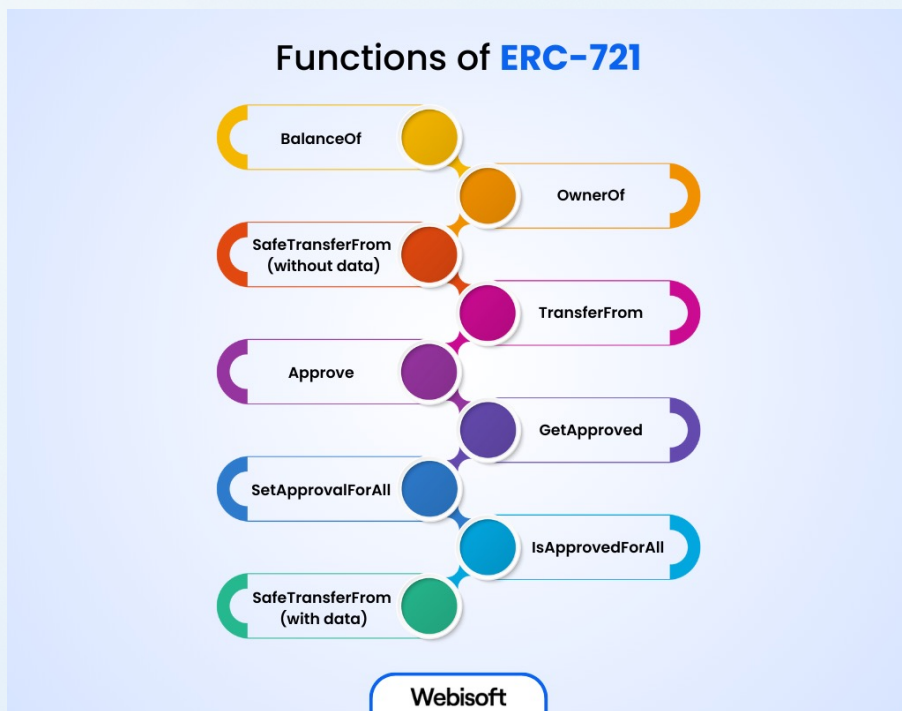 Functions of ERC-721
BalanceOf
OwnerOf
SafeTransferFrom
(without data)
TransferFrom
Approve
GetApproved
SetApprovalForAll
IsApprovedForAll
SafeTransferFrom
(with data)
Webisoft